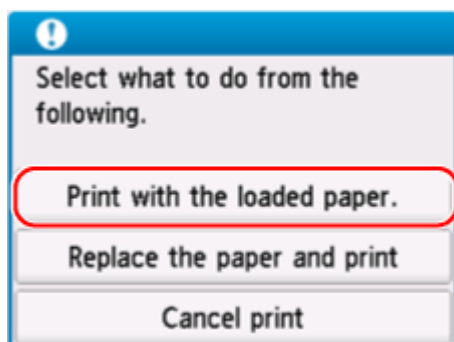 Select what to do from the
following.
Print with the loaded paper.
Replace the paper and print
Cancel print